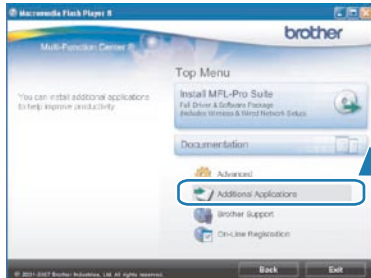 Macromedia Flash Player 8
brother
Multi-Function Center ®
Top Menu
You can install additional applications
to help improve productivity.
Install MFL-Pro Suite
Full Driver & Software Package
(Includes Wireless & Wired Network Setup)
Documentation
Advanced
Additional Applications
Brother Support
On-Line Registration
© 2001-2007 Brother Industries, Ltd. All rights reserved.
Back
Exit